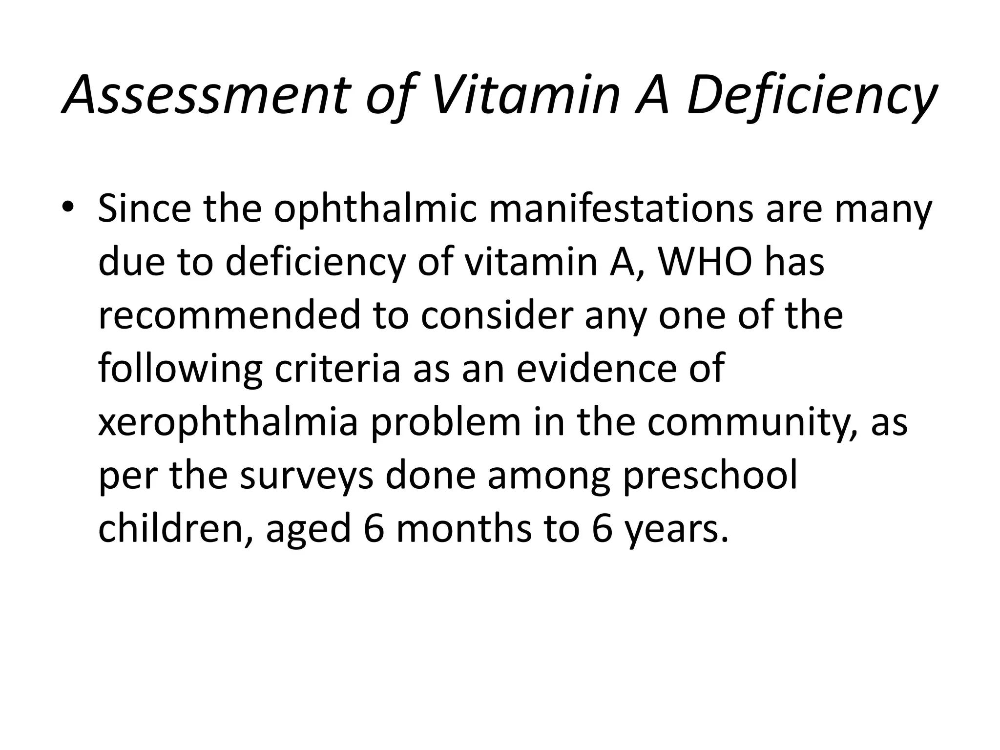 Assessment of Vitamin A Deficiency
• Since the ophthalmic manifestations are many
due to deficiency of vitamin A, WHO has
recommended to consider any one of the
following criteria as an evidence of
xerophthalmia problem in the community, as
per the surveys done among preschool
children, aged 6 months to 6 years.